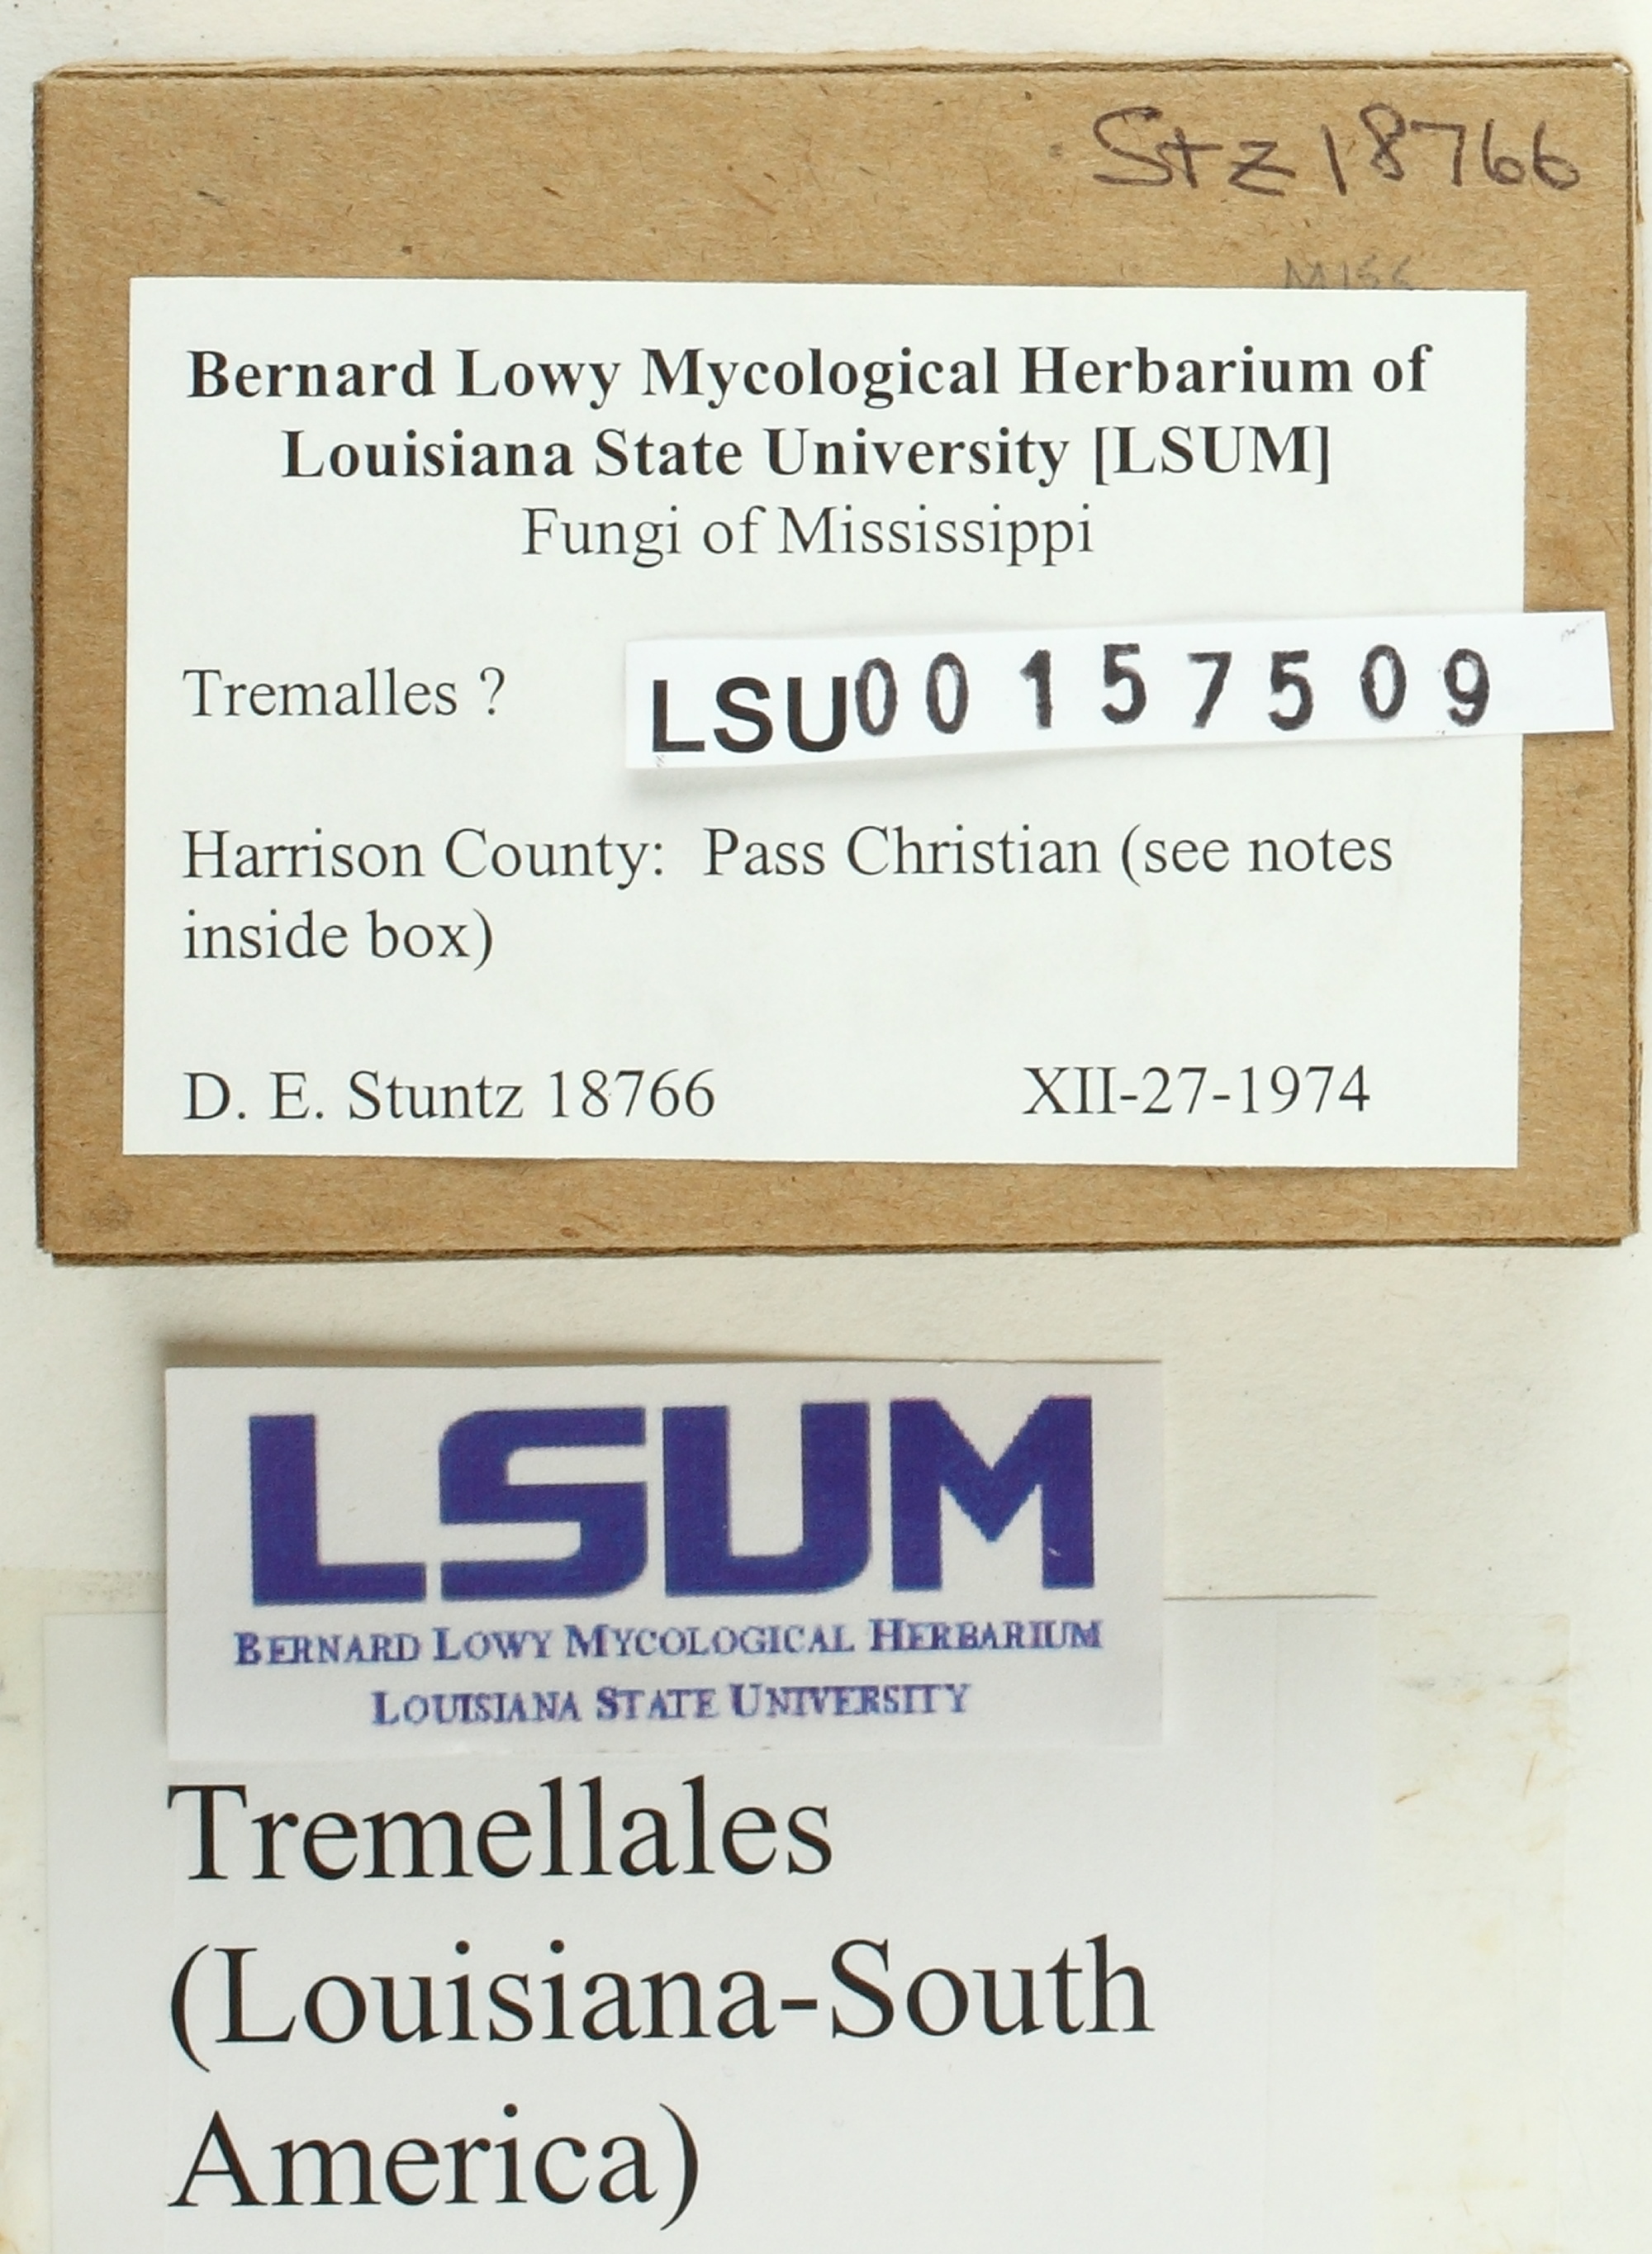 Stz 18766
MISS
Bernard Lowy Mycological Herbarium of
Louisiana State University [LSUM]
Fungi of Mississippi
Tremalles ?
LSU00157509
Harrison County: Pass Christian (see notes
inside box)
D. E. Stuntz 18766 XII-27-1974
LSUM
BERNARD LOWY MYCOLOGICAL HERBARIUM
LOUISIANA STATE UNIVERSITY
Tremellales
(Louisiana-South
America)